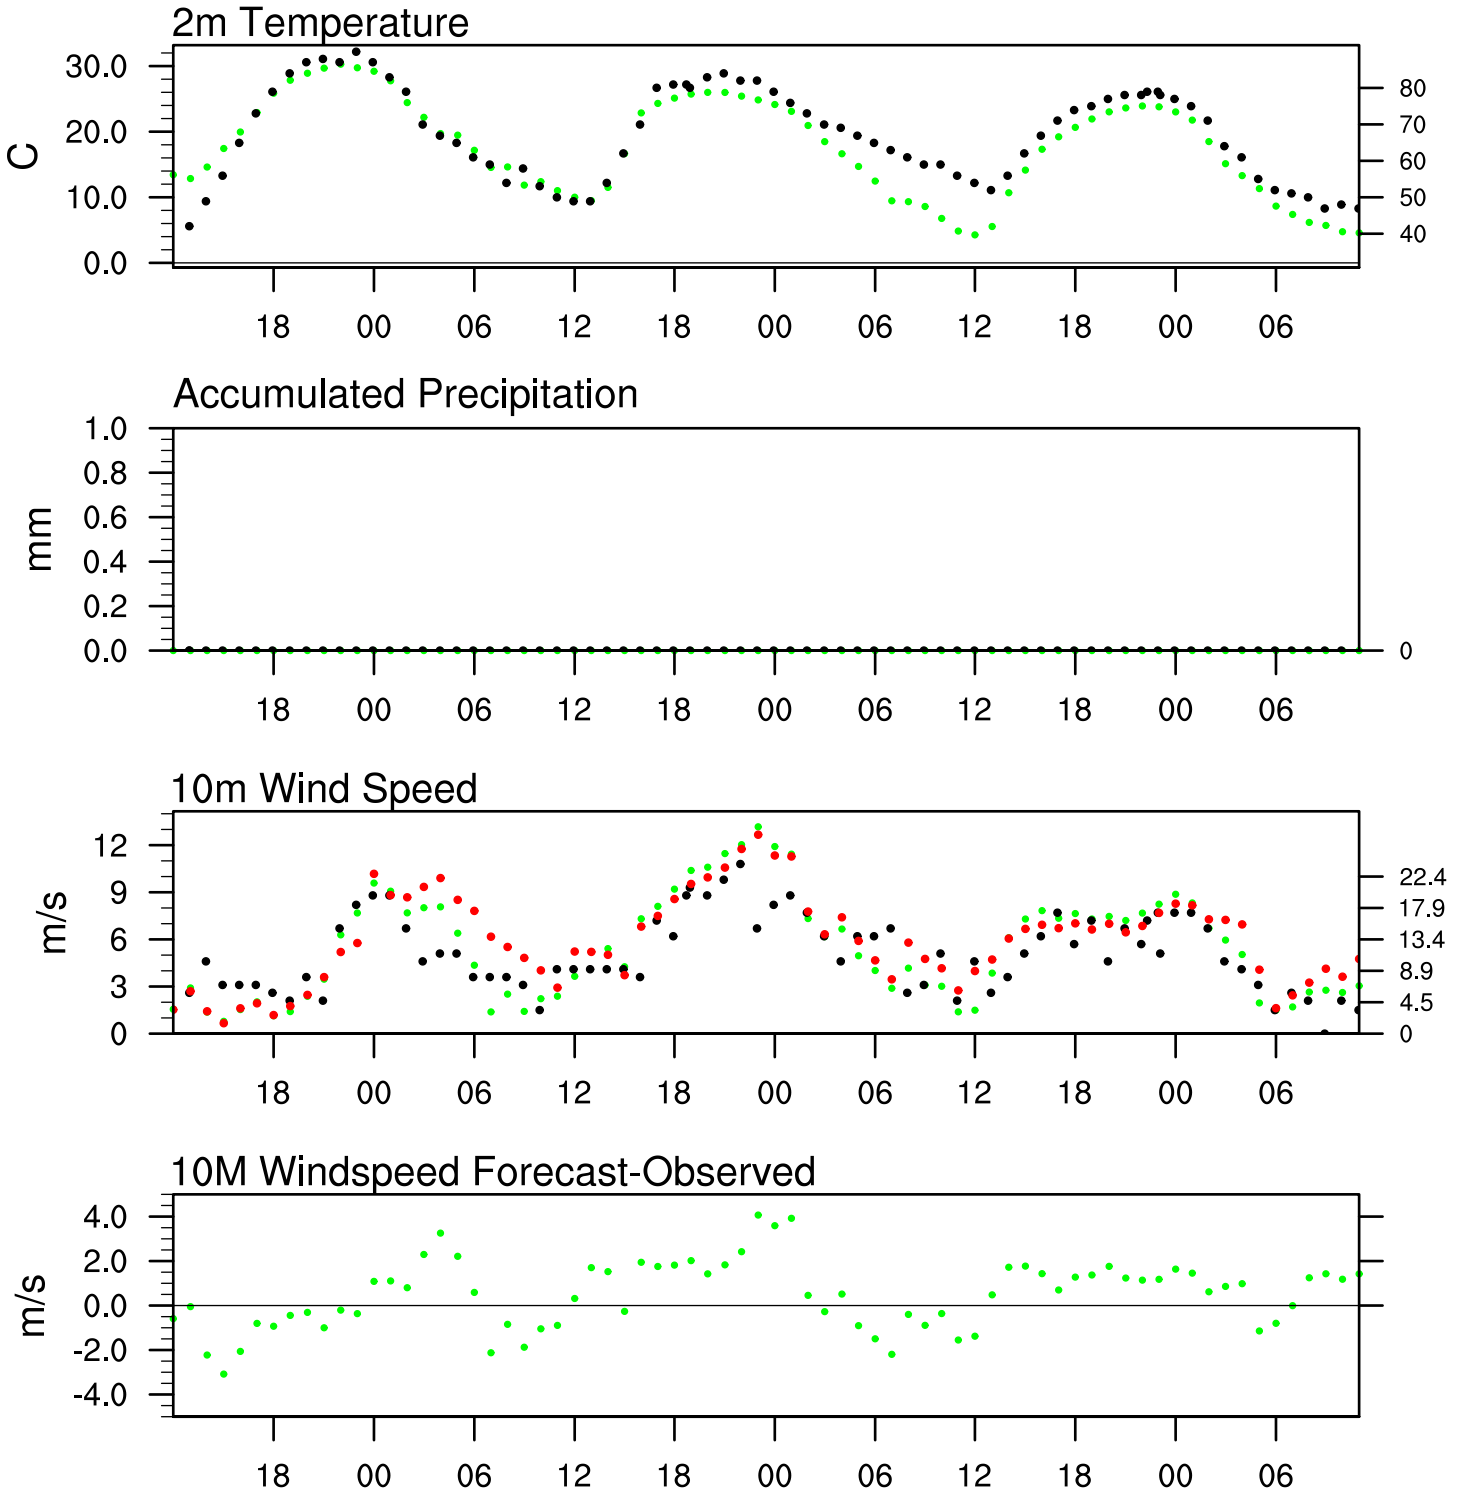 2m Temperature
30.0
20.0
10.0
0.0
C
80
70
60
50
40
18 00 06 12 18 00 06 12 18 00 06
Accumulated Precipitation
1.0
0.8
0.6
0.4
0.2
0.0
mm
0
18 00 06 12 18 00 06 12 18 00 06
10m Wind Speed
12
9
6
3
0
m/s
22.4
17.9
13.4
8.9
4.5
0
18 00 06 12 18 00 06 12 18 00 06
10M Windspeed Forecast-Observed
4.0
2.0
0.0
-2.0
-4.0
m/s
18 00 06 12 18 00 06 12 18 00 06